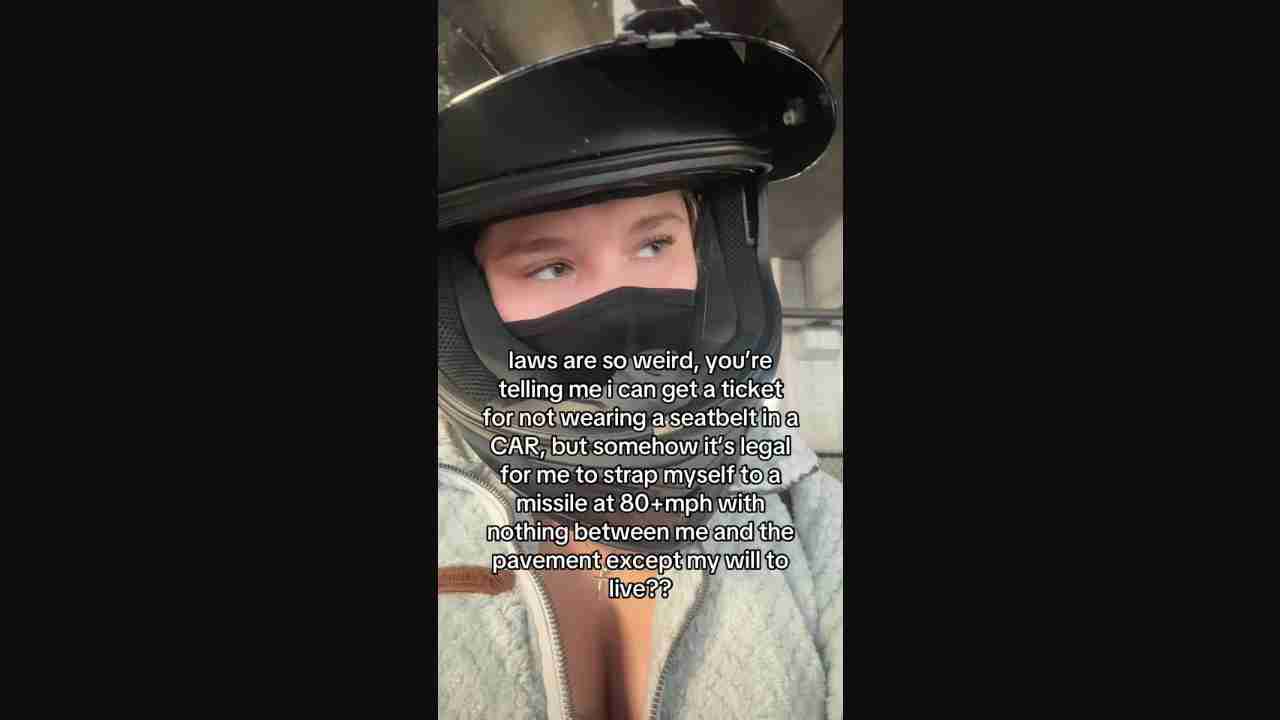 laws are so weird, you’re
telling me i can get a ticket
for not wearing a seatbelt in a
CAR, but somehow it’s legal
for me to strap myself to a
missile at 80+mph with
nothing between me and the
pavement except my will to
live??